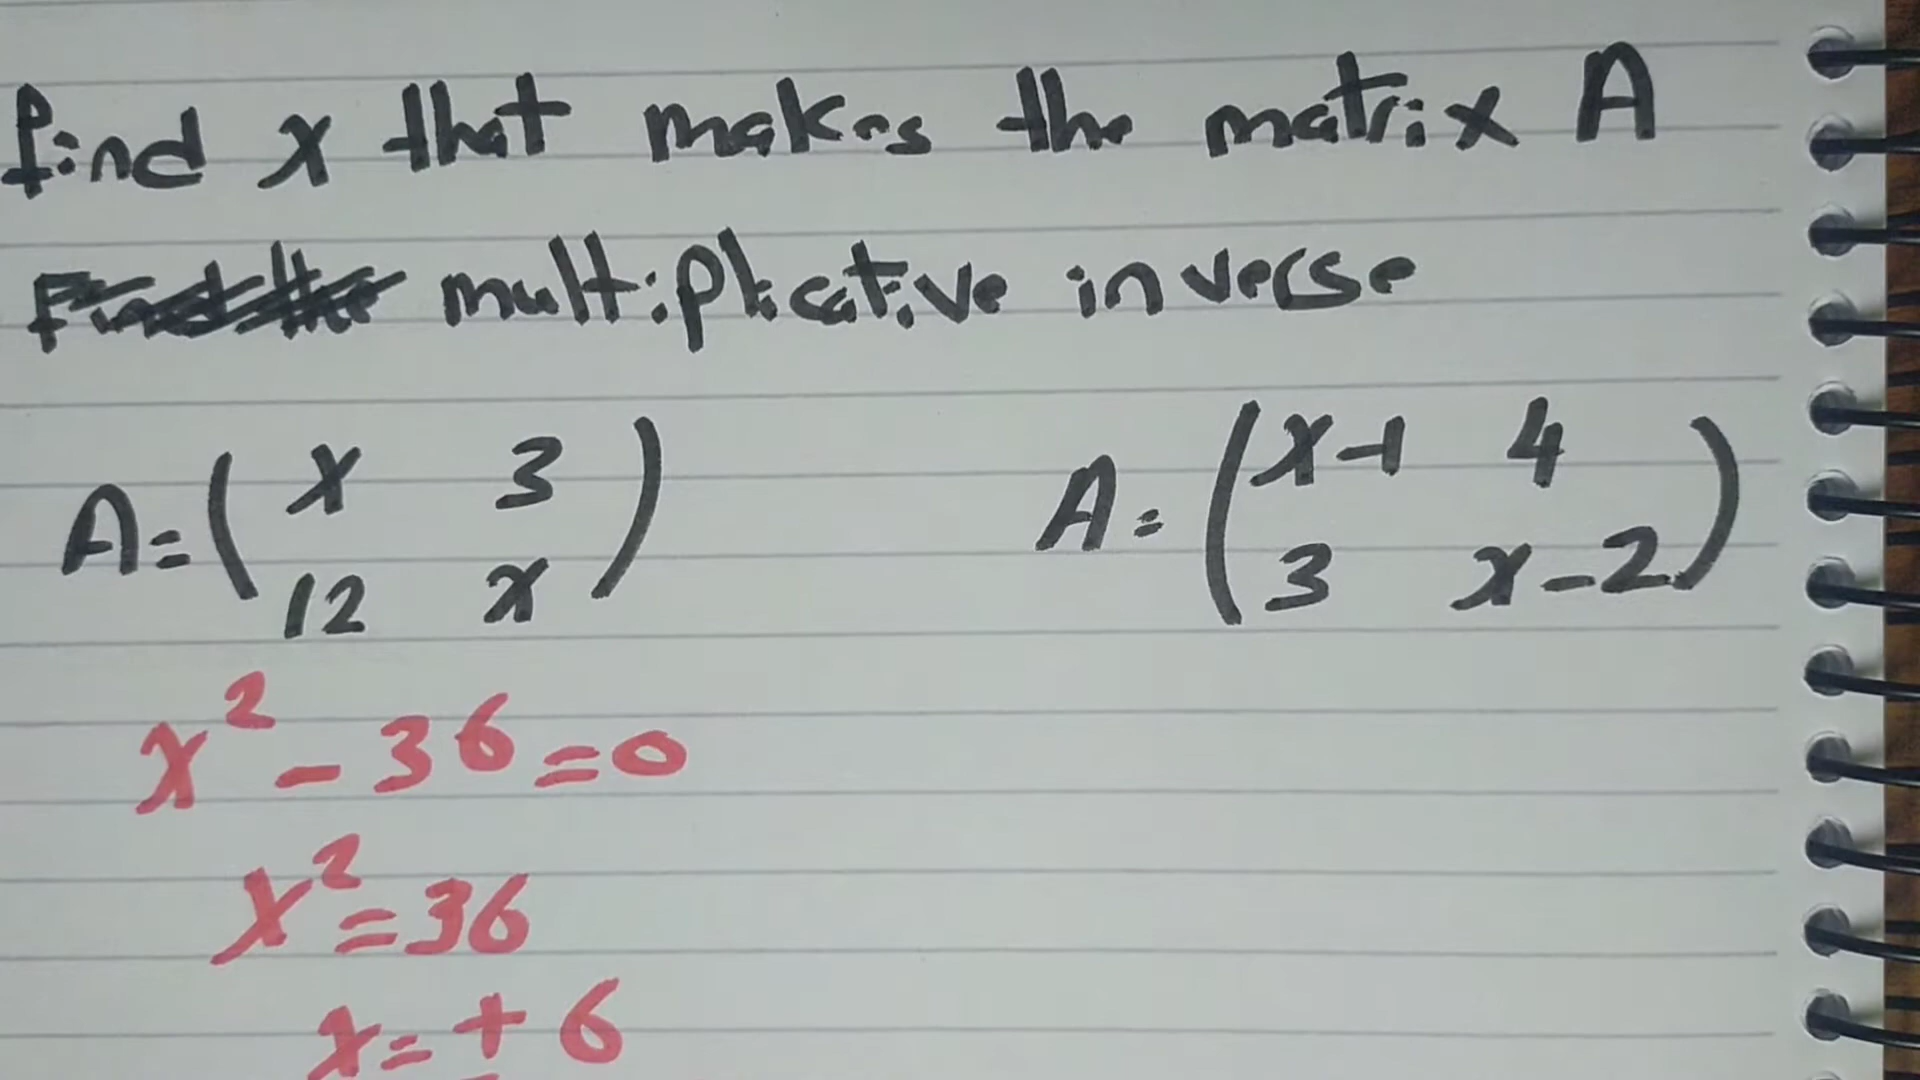 find x that makes the matrix A
multiplicative inverse
A=( x 3
12 x )
A=( x-1 4
3 x-2 )
x²-36=0
x²=36
x=±6